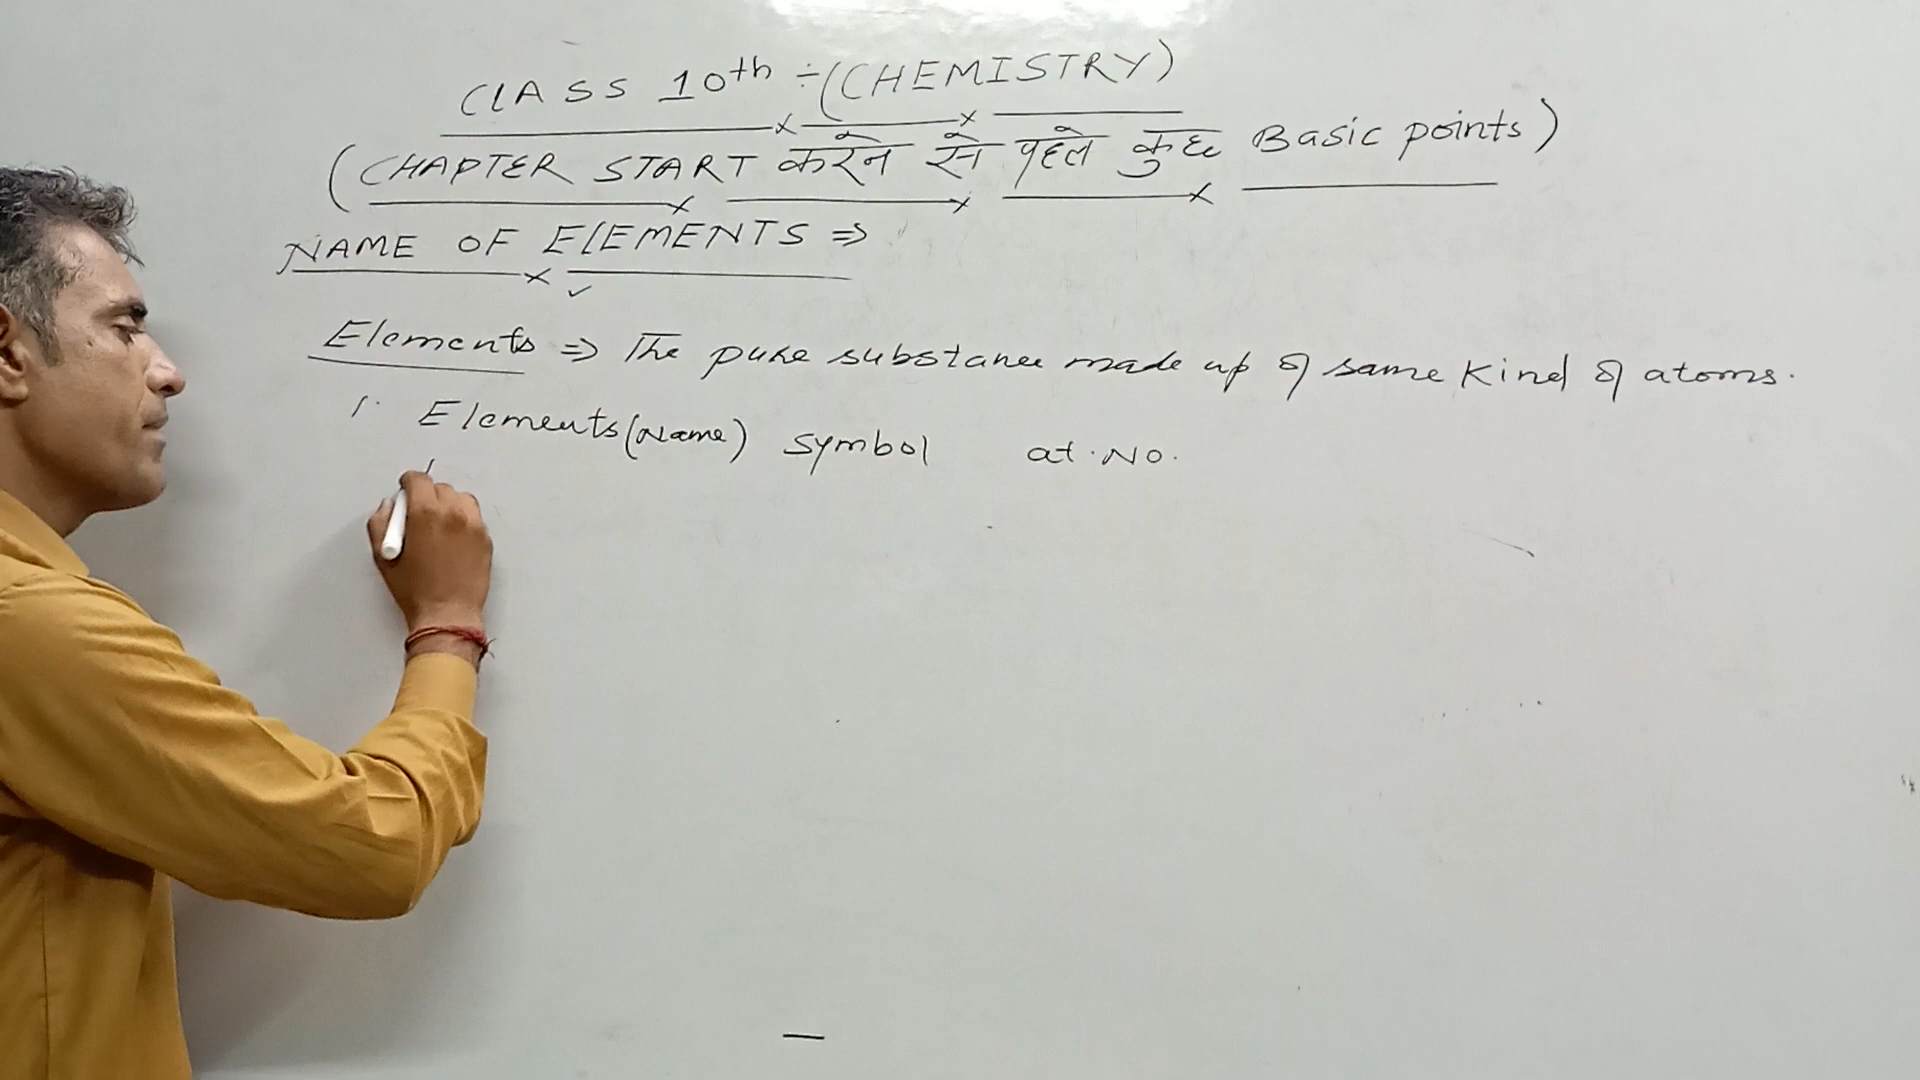 CLASS 10th ÷ (CHEMISTRY)
(CHAPTER START करने से पहले कुछ Basic points)
NAME OF ELEMENTS ⇒
Elements ⇒ The pure substance made up of same kind of atoms.
1. Elements (Name) Symbol at. No.